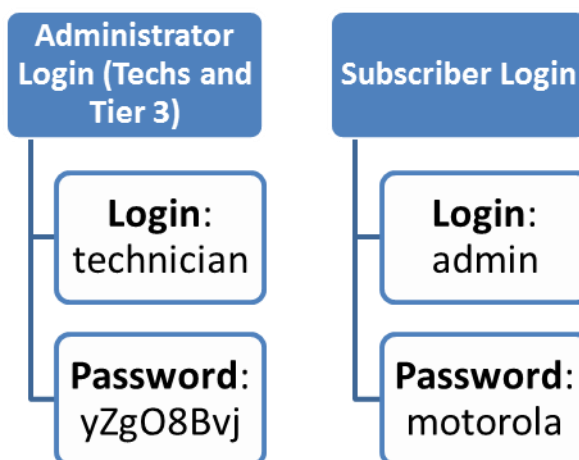 Administrator
Login (Techs and
Tier 3)
Login:
technician
Password:
yZgO8Bvj
Subscriber Login
Login:
admin
Password:
motorola